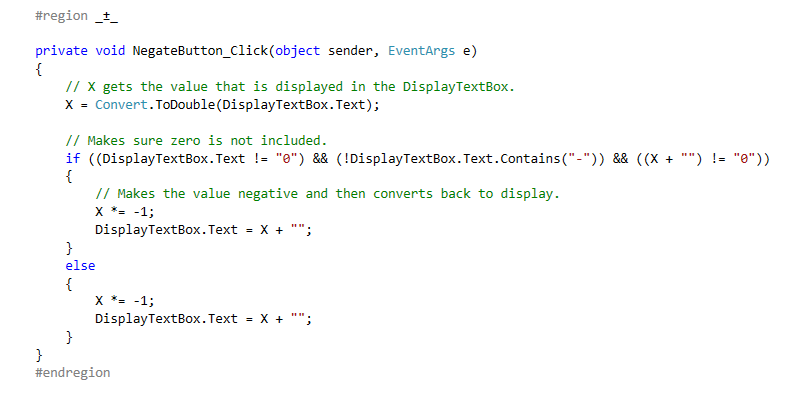 #region _±_
private void NegateButton_Click(object sender, EventArgs e)
{
// X gets the value that is displayed in the DisplayTextBox.
X = Convert.ToDouble(DisplayTextBox.Text);
// Makes sure zero is not included.
if ((DisplayTextBox.Text != "0") && (!DisplayTextBox.Text.Contains("-")) && ((X + "") != "0"))
{
// Makes the value negative and then converts back to display.
X *= -1;
DisplayTextBox.Text = X + "";
}
else
{
X *= -1;
DisplayTextBox.Text = X + "";
}
}
#endregion